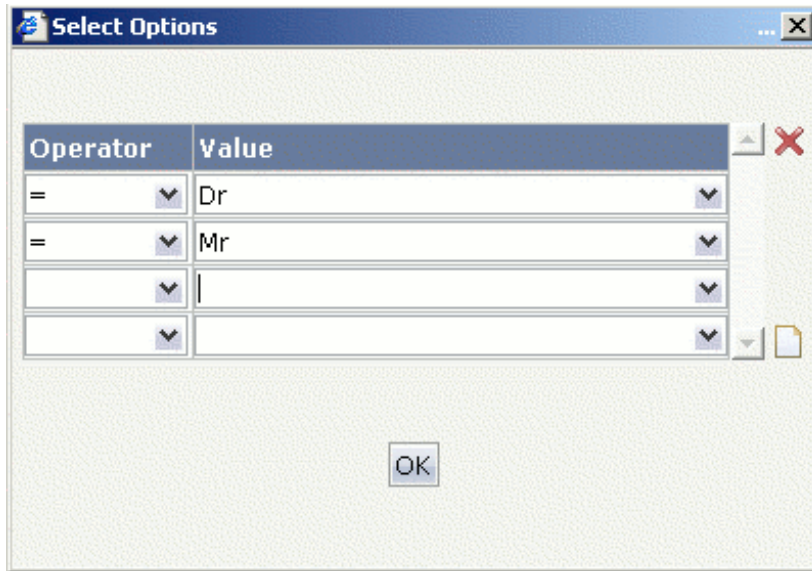 Select Options ...
Operator Value
= Dr
= Mr
OK